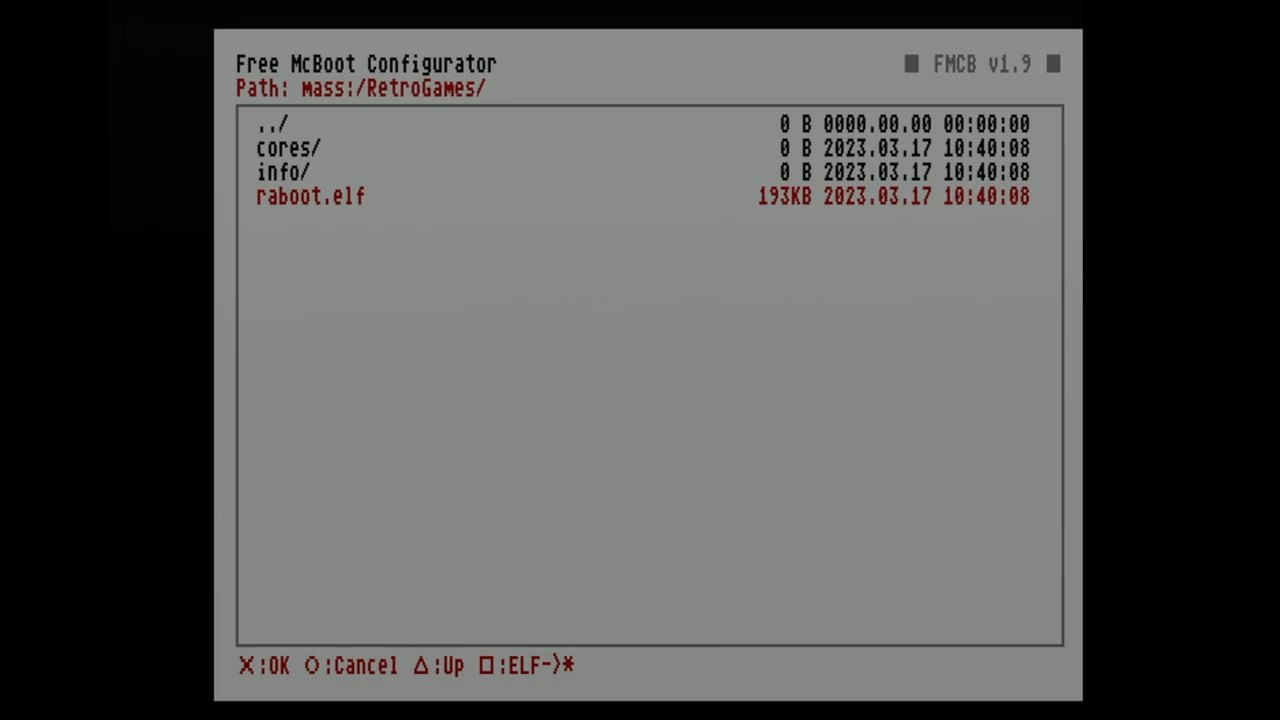 Free McBoot Configurator ■ FMCB v1.9 ■
Path: mass:/RetroGames/
../ 0 B 0000.00.00 00:00:00
cores/ 0 B 2023.03.17 10:40:08
info/ 0 B 2023.03.17 10:40:08
raboot.elf 193KB 2023.03.17 10:40:08
X:OK O:Cancel △:Up □:ELF->*